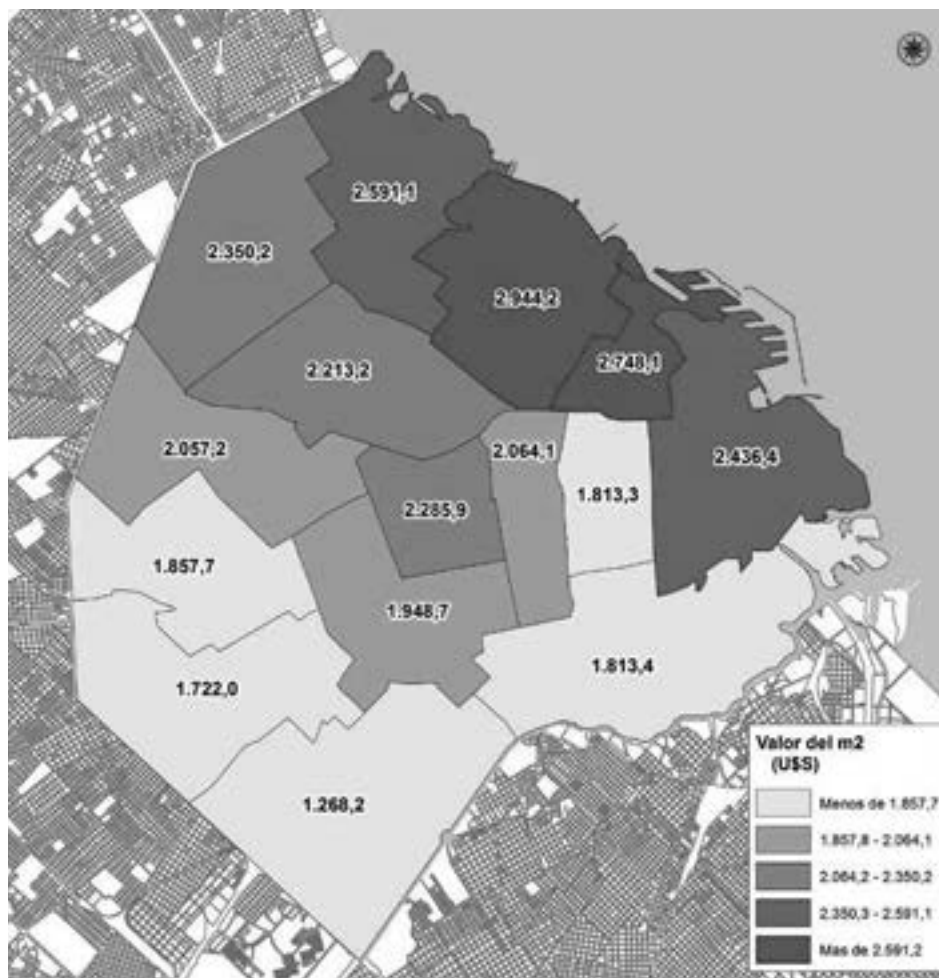 2.591,1
2.350,2
2.944,2
2.748,1
2.213,2
2.057,2
2.064,1
2.436,4
2.285,9
1.813,3
1.857,7
1.948,7
1.813,4
1.722,0
1.268,2
Valor del m2
(U$S)
Menos de 1.857,7
1.857,8 - 2.064,1
2.064,2 - 2.350,2
2.350,3 - 2.591,1
Mas de 2.591,2